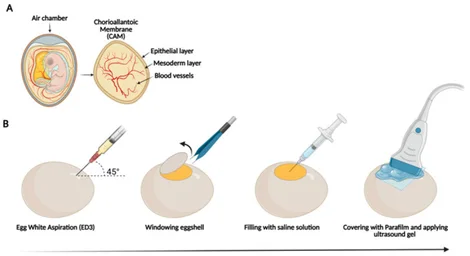 A
Air chamber
Chorioallantoic
Membrane
(CAM)
Epithelial layer
Mesoderm layer
Blood vessels
B
45°
Egg White Aspiration (ED3)
Windowing eggshell
Filling with saline solution
Covering with Parafilm and applying
ultrasound gel